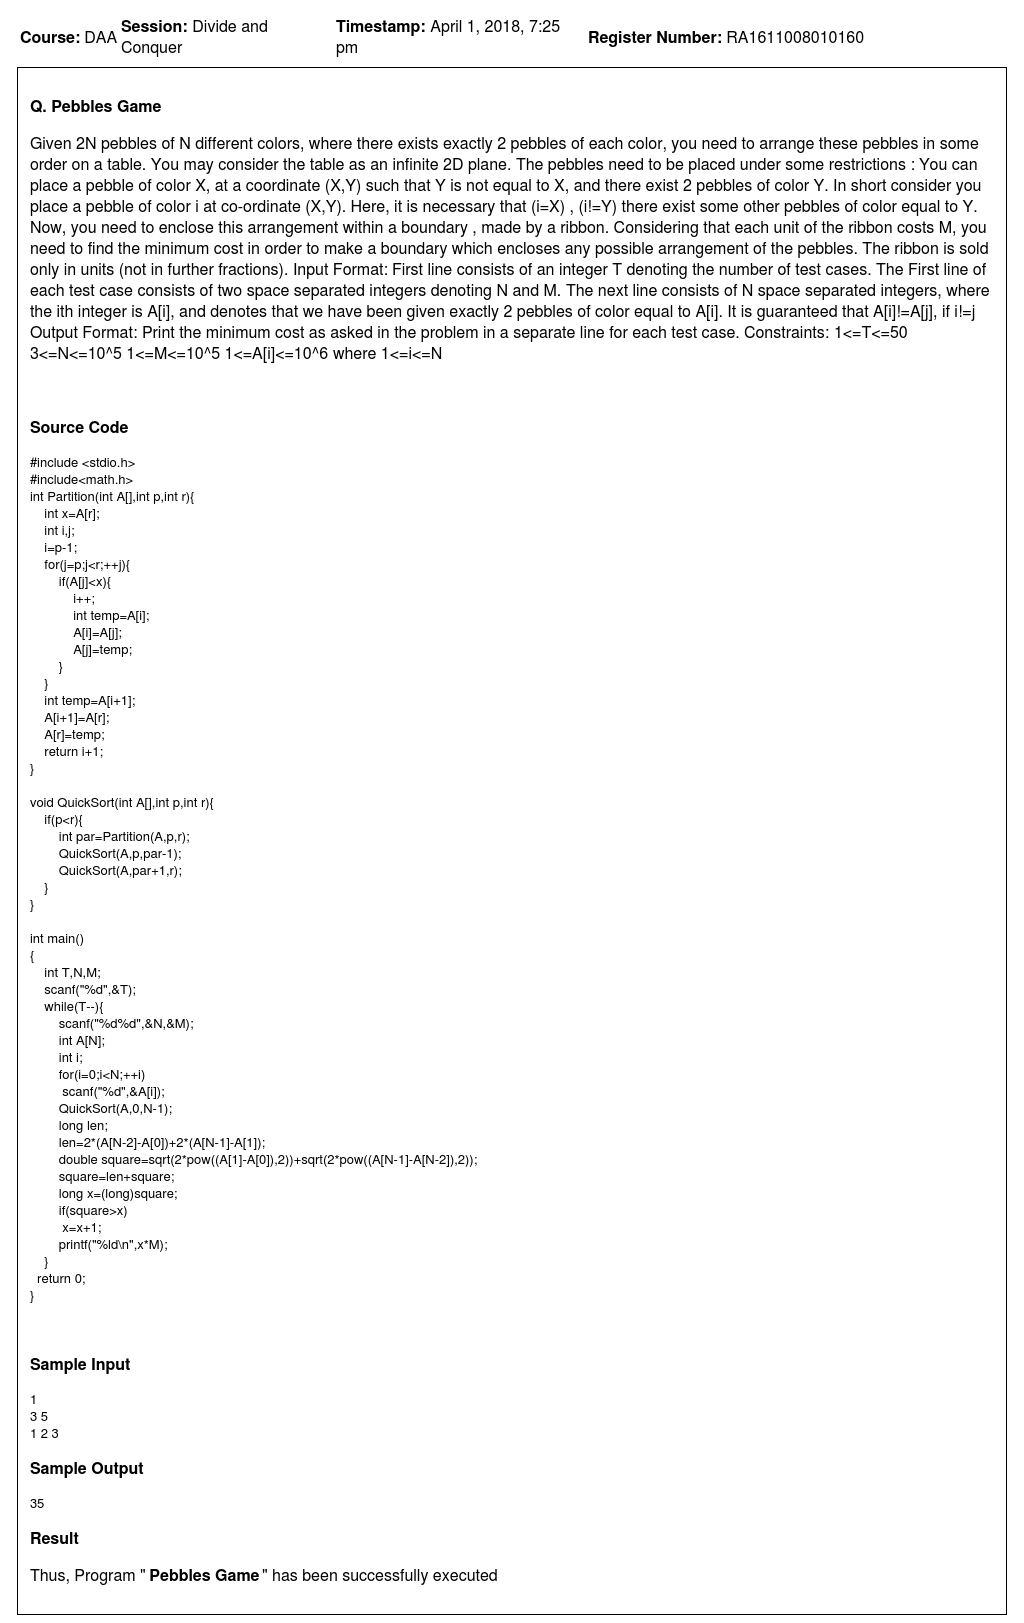 Course: DAA Session: Divide and Conquer Timestamp: April 1, 2018, 7:25 pm Register Number: RA1611008010160
Q. Pebbles Game
Given 2N pebbles of N different colors, where there exists exactly 2 pebbles of each color, you need to arrange these pebbles in some
order on a table. You may consider the table as an infinite 2D plane. The pebbles need to be placed under some restrictions : You can
place a pebble of color X, at a coordinate (X,Y) such that Y is not equal to X, and there exist 2 pebbles of color Y. In short consider you
place a pebble of color i at co-ordinate (X,Y). Here, it is necessary that (i=X) , (i!=Y) there exist some other pebbles of color equal to Y.
Now, you need to enclose this arrangement within a boundary , made by a ribbon. Considering that each unit of the ribbon costs M, you
need to find the minimum cost in order to make a boundary which encloses any possible arrangement of the pebbles. The ribbon is sold
only in units (not in further fractions). Input Format: First line consists of an integer T denoting the number of test cases. The First line of
each test case consists of two space separated integers denoting N and M. The next line consists of N space separated integers, where
the ith integer is A[i], and denotes that we have been given exactly 2 pebbles of color equal to A[i]. It is guaranteed that A[i]!=A[j], if i!=j
Output Format: Print the minimum cost as asked in the problem in a separate line for each test case. Constraints: 1<=T<=50
3<=N<=10^5 1<=M<=10^5 1<=A[i]<=10^6 where 1<=i<=N
Source Code
#include <stdio.h>
#include<math.h>
int Partition(int A[],int p,int r){
    int x=A[r];
    int i,j;
    i=p-1;
    for(j=p;j<r;++j){
        if(A[j]<x){
            i++;
            int temp=A[i];
            A[i]=A[j];
            A[j]=temp;
        }
    }
    int temp=A[i+1];
    A[i+1]=A[r];
    A[r]=temp;
    return i+1;
}
void QuickSort(int A[],int p,int r){
    if(p<r){
        int par=Partition(A,p,r);
        QuickSort(A,p,par-1);
        QuickSort(A,par+1,r);
    }
}
int main()
{
    int T,N,M;
    scanf("%d",&T);
    while(T--){
        scanf("%d%d",&N,&M);
        int A[N];
        int i;
        for(i=0;i<N;++i)
         scanf("%d",&A[i]);
        QuickSort(A,0,N-1);
        long len;
        len=2*(A[N-2]-A[0])+2*(A[N-1]-A[1]);
        double square=sqrt(2*pow((A[1]-A[0]),2))+sqrt(2*pow((A[N-1]-A[N-2]),2));
        square=len+square;
        long x=(long)square;
        if(square>x)
         x=x+1;
        printf("%ld\n",x*M);
    }
  return 0;
}
Sample Input
1
3 5
1 2 3
Sample Output
35
Result
Thus, Program " Pebbles Game " has been successfully executed